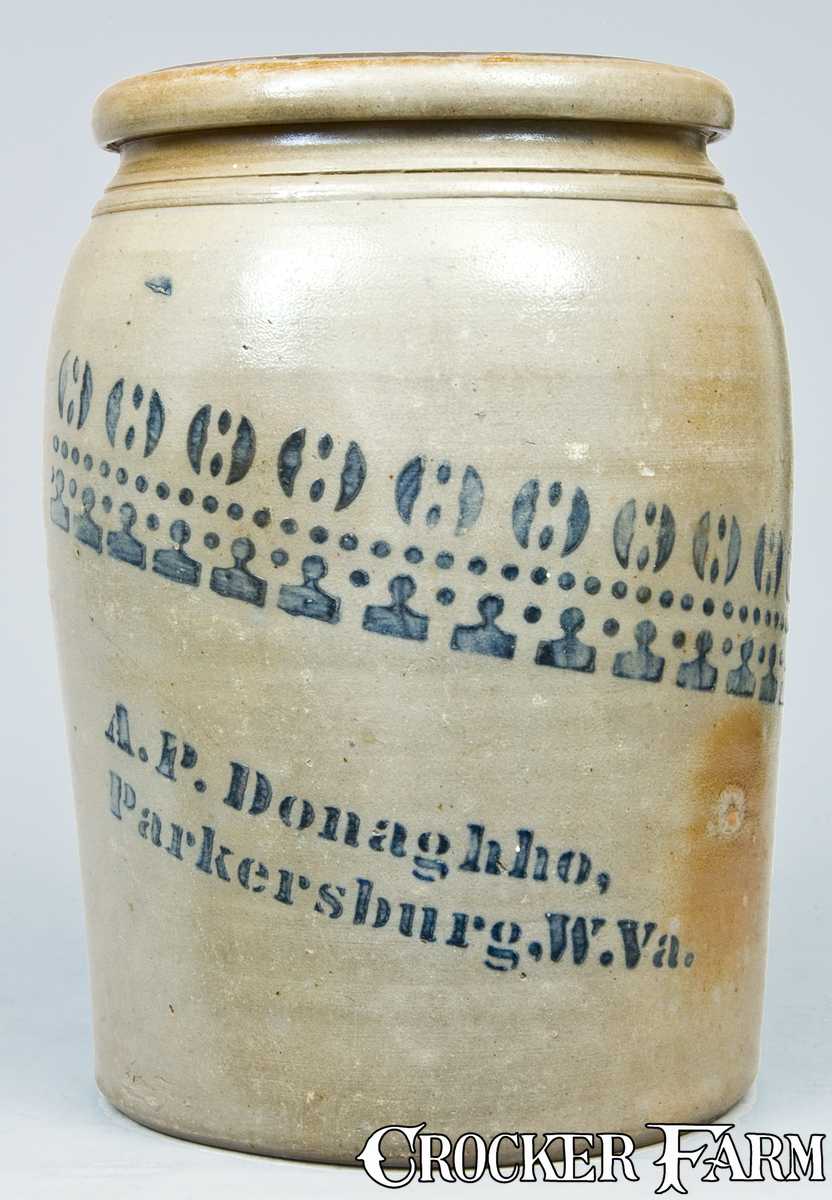 A.P. Donaghho,
Parkersburg.W.Va.
CROCKER FARM